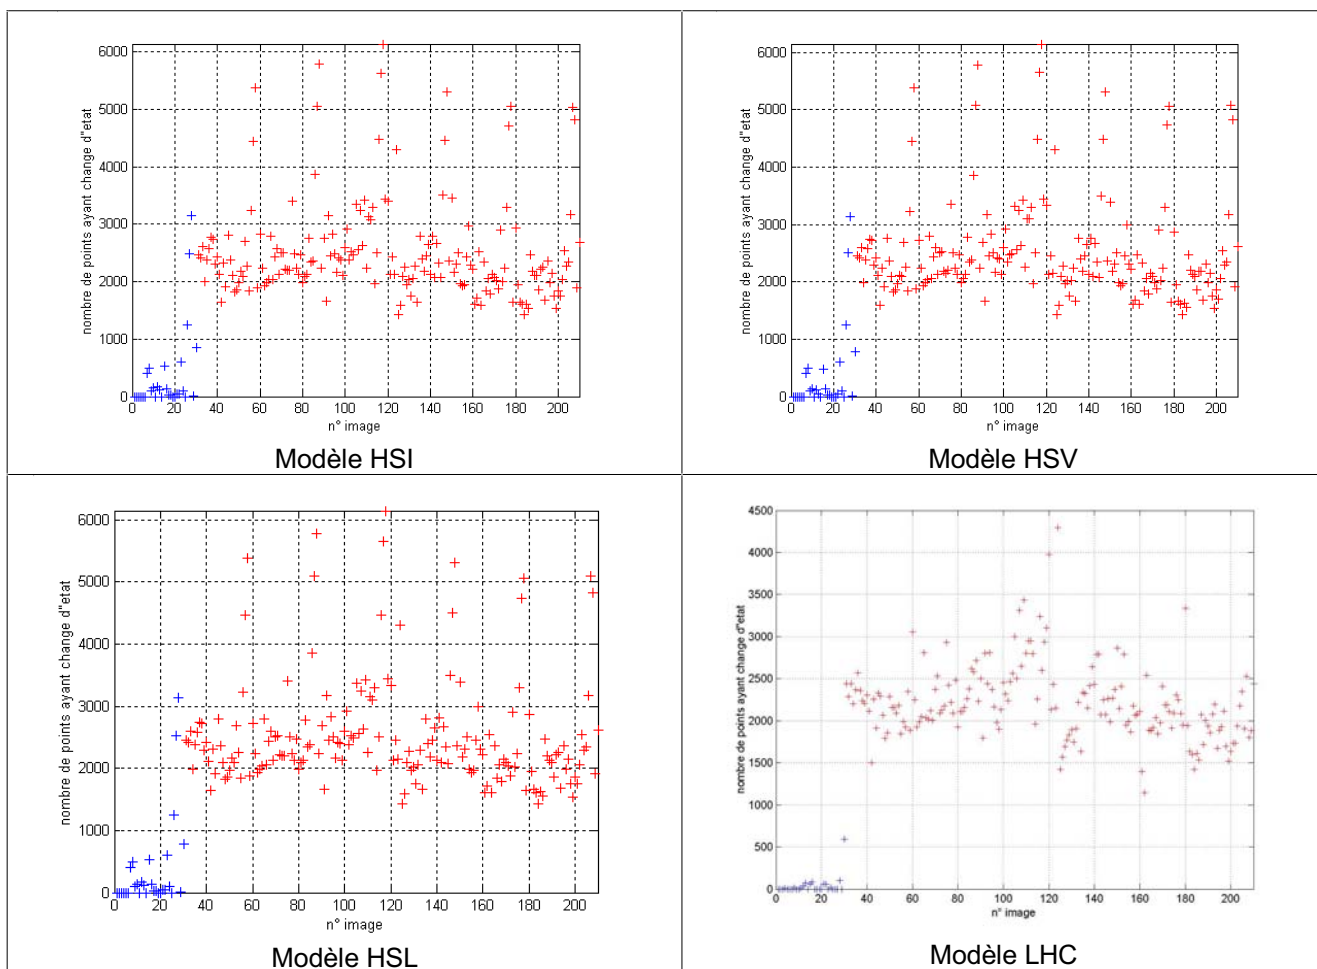 6000
5000
4000
3000
2000
1000
0
nombre de points ayant change d''etat
0 20 40 60 80 100 120 140 160 180 200
n° image
Modèle HSI
6000
5000
4000
3000
2000
1000
0
nombre de points ayant change d''etat
0 20 40 60 80 100 120 140 160 180 200
n° image
Modèle HSV
6000
5000
4000
3000
2000
1000
0
nombre de points ayant change d''etat
0 20 40 60 80 100 120 140 160 180 200
n° image
Modèle HSL
4500
4000
3500
3000
2500
2000
1500
1000
500
0
nombre de points ayant change d''etat
0 20 40 60 80 100 120 140 160 180 200
n° image
Modèle LHC